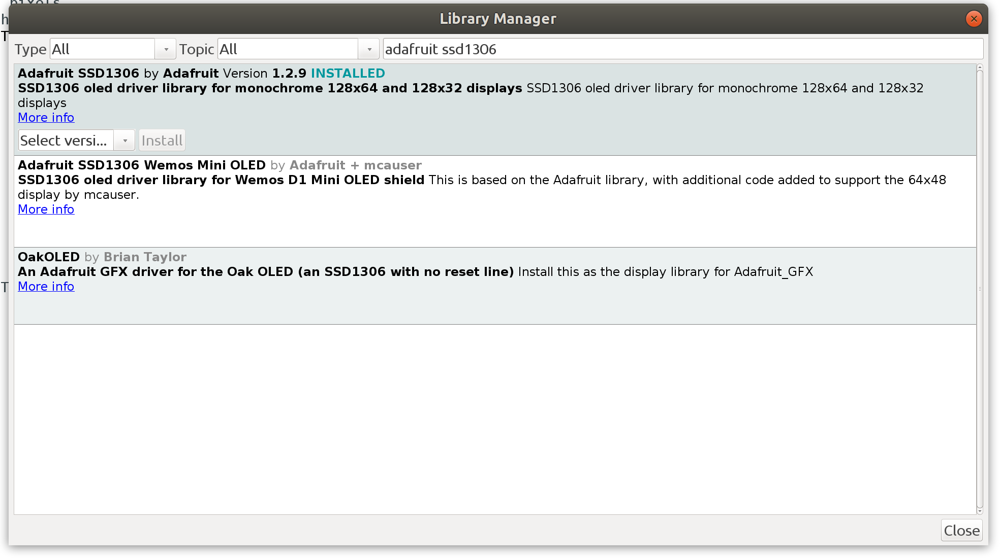 Library Manager
Type All Topic All adafruit ssd1306
Adafruit SSD1306 by Adafruit Version 1.2.9 INSTALLED
SSD1306 oled driver library for monochrome 128x64 and 128x32 displays SSD1306 oled driver library for monochrome 128x64 and 128x32
displays
More info
Select versi... Install
Adafruit SSD1306 Wemos Mini OLED by Adafruit + mcauser
SSD1306 oled driver library for Wemos D1 Mini OLED shield This is based on the Adafruit library, with additional code added to support the 64x48
display by mcauser.
More info
OakOLED by Brian Taylor
An Adafruit GFX driver for the Oak OLED (an SSD1306 with no reset line) Install this as the display library for Adafruit_GFX
More info
Close